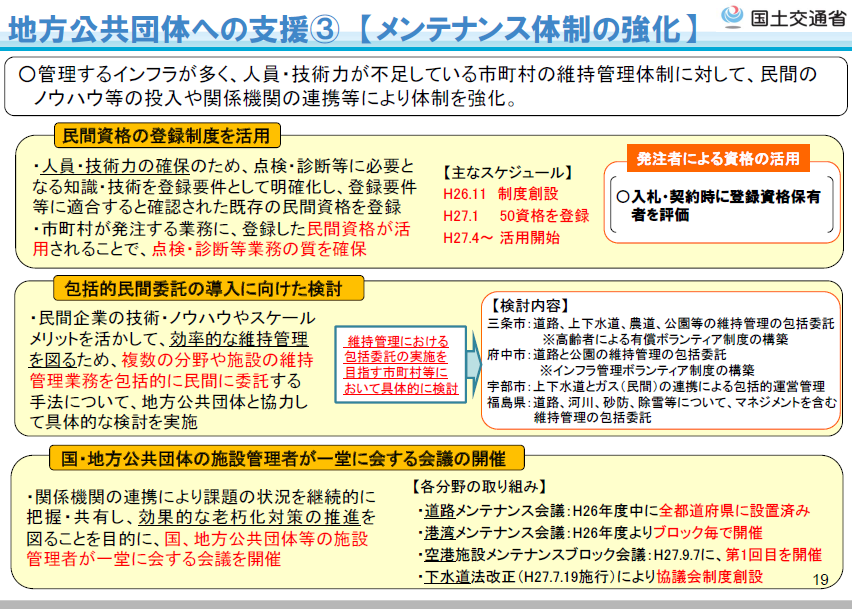 地方公共団体への支援③ 【メンテナンス体制の強化】
国土交通省
○管理するインフラが多く、人員・技術力が不足している市町村の維持管理体制に対して、民間の
ノウハウ等の投入や関係機関の連携等により体制を強化。
民間資格の登録制度を活用
・人員・技術力の確保のため、点検・診断等に必要と
なる知識・技術を登録要件として明確化し、登録要件
等に適合すると確認された既存の民間資格を登録
・市町村が発注する業務に、登録した民間資格が活
用されることで、点検・診断等業務の質を確保
【主なスケジュール】
H26.11 制度創設
H27.1 50資格を登録
H27.4～ 活用開始
発注者による資格の活用
○入札・契約時に登録資格保有
者を評価
包括的民間委託の導入に向けた検討
・民間企業の技術・ノウハウやスケール
メリットを活かして、効率的な維持管理
を図るため、複数の分野や施設の維持
管理業務を包括的に民間に委託する
手法について、地方公共団体と協力し
て具体的な検討を実施
維持管理における
包括委託の実施を
目指す市町村等に
おいて具体的に検討
【検討内容】
三条市：道路、上下水道、農道、公園等の維持管理の包括委託
※高齢者による有償ボランティア制度の構築
府中市：道路と公園の維持管理の包括委託
※インフラ管理ボランティア制度の構築
宇部市：上下水道とガス（民間）の連携による包括的運営管理
福島県：道路、河川、砂防、除雪等について、マネジメントを含む
維持管理の包括委託
国・地方公共団体の施設管理者が一堂に会する会議の開催
・関係機関の連携により課題の状況を継続的に
把握・共有し、効果的な老朽化対策の推進を
図ることを目的に、国、地方公共団体等の施設
管理者が一堂に会する会議を開催
【各分野の取り組み】
・道路メンテナンス会議：H26年度中に全都道府県に設置済み
・港湾メンテナンス会議：H26年度よりブロック毎で開催
・空港施設メンテナンスブロック会議：H27.9.7に、第1回目を開催
・下水道法改正（H27.7.19施行）により協議会制度創設
19